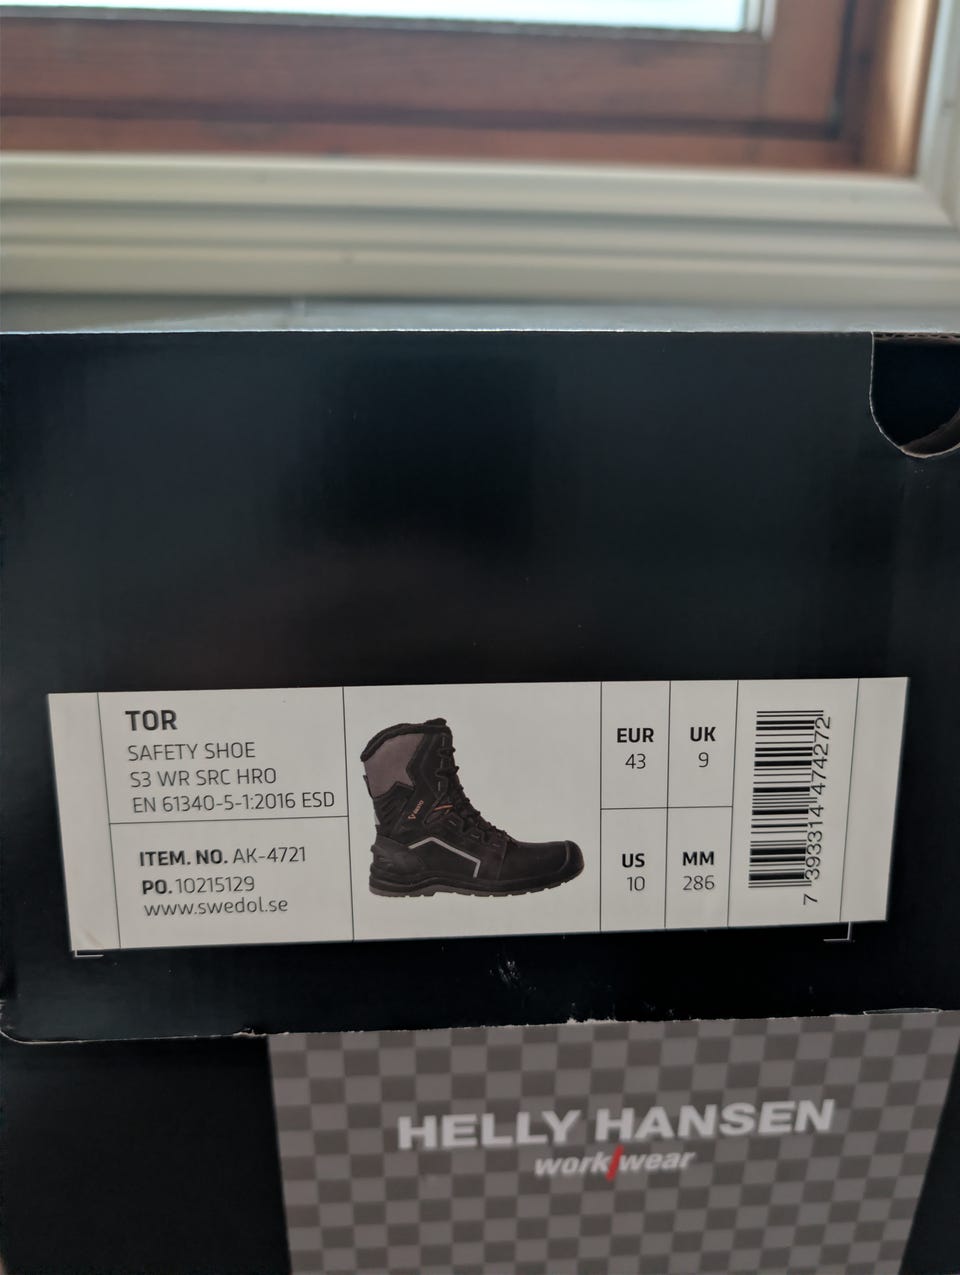 TOR
SAFETY SHOE
S3 WR SRC HRO
EN 61340-5-1:2016 ESD
ITEM. NO. AK-4721
PO. 10215129
www.swedol.se
EUR
43
UK
9
US
10
MM
286
7 393314 474272
HELLY HANSEN
work/wear